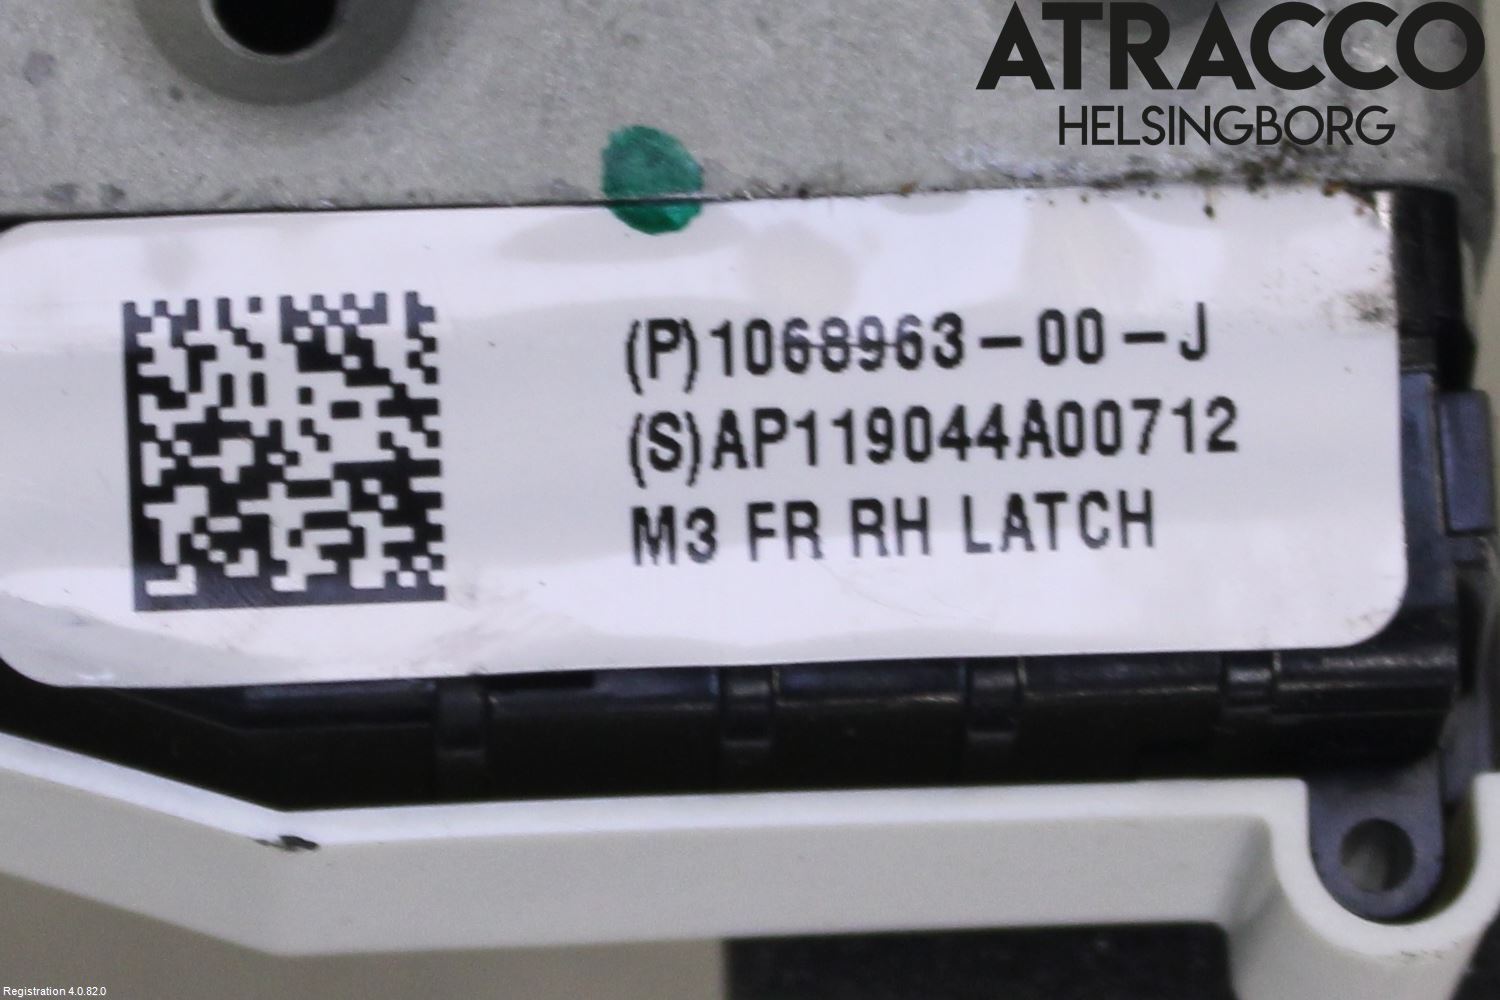 ATRACCO
HELSINGBORG
(P)1068963-00-J
(S)AP119044A00712
M3 FR RH LATCH
Registration 4.0.82.0